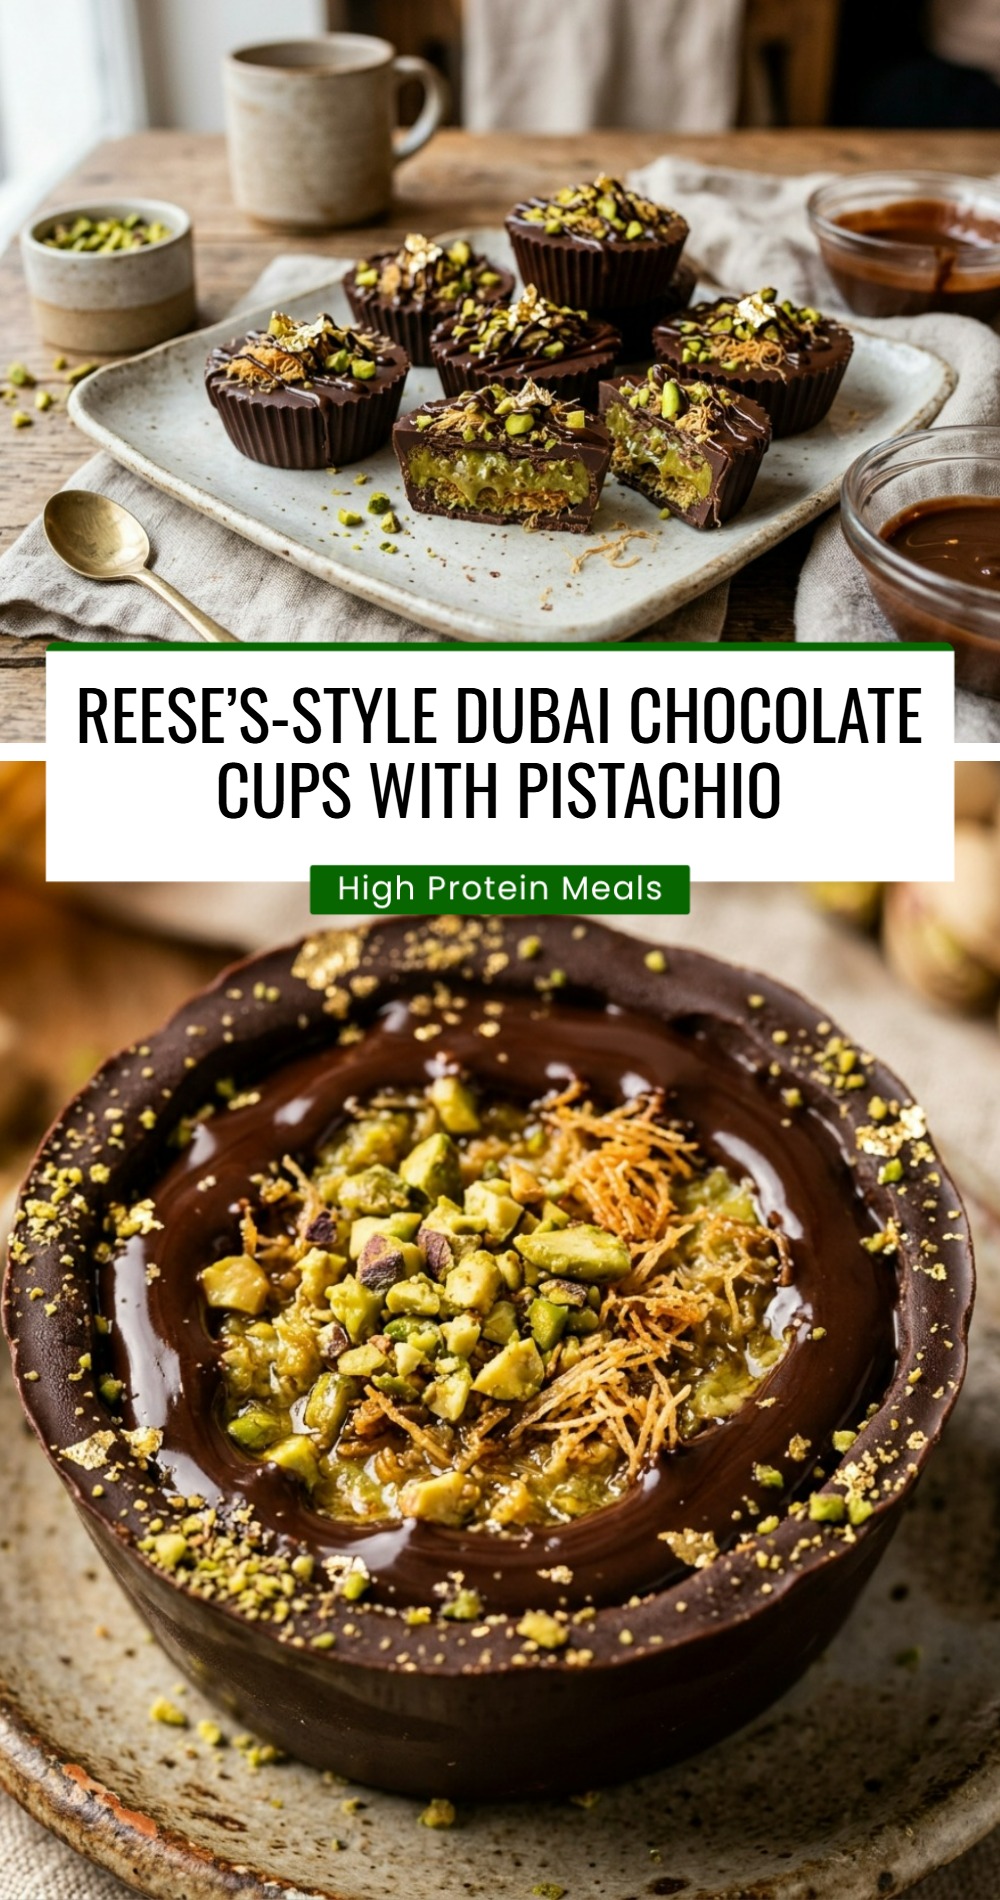 REESE’S-STYLE DUBAI CHOCOLATE
CUPS WITH PISTACHIO
High Protein Meals